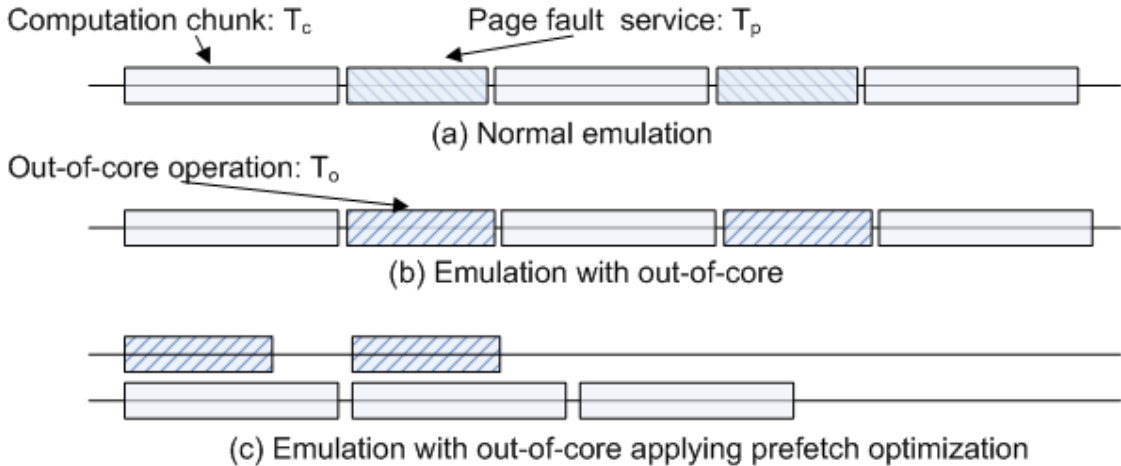 Computation chunk: Tc
Page fault service: Tp
(a) Normal emulation
Out-of-core operation: To
(b) Emulation with out-of-core
(c) Emulation with out-of-core applying prefetch optimization